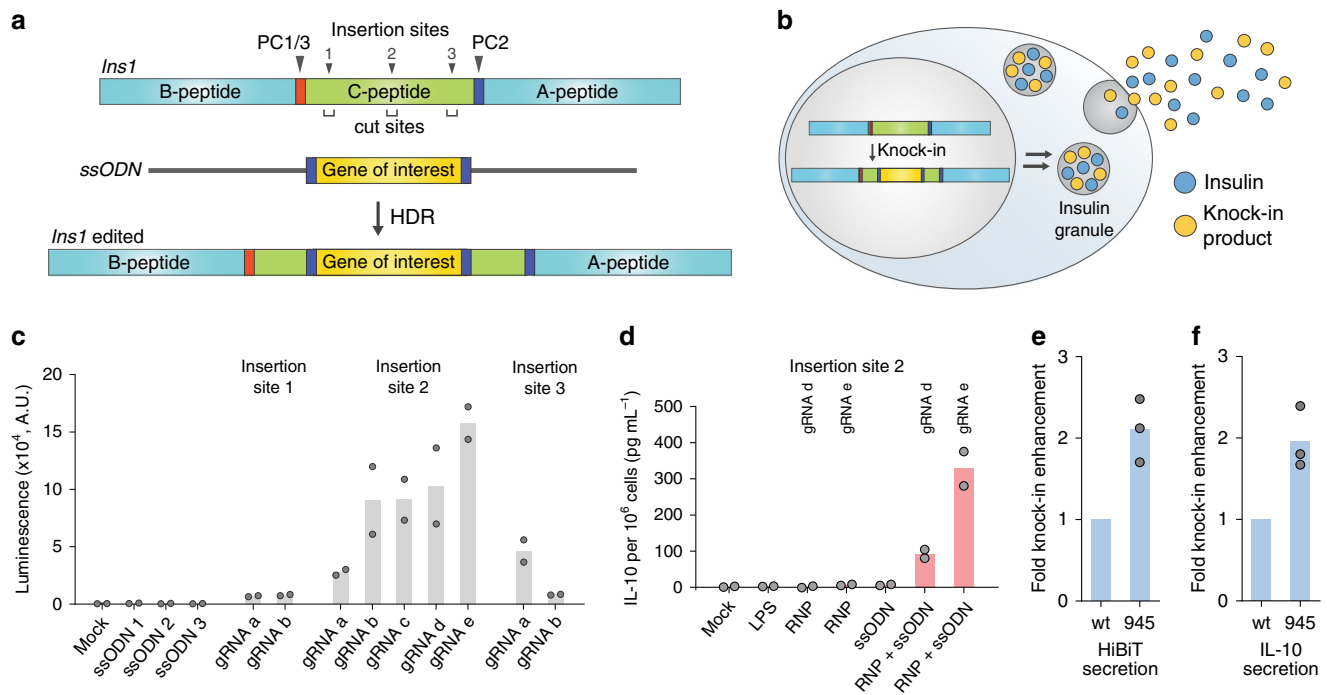 a
Insertion sites
PC1/3
1
2
3
PC2
Ins1
B-peptide
C-peptide
A-peptide
cut sites
ssODN
Gene of interest
HDR
Ins1 edited
B-peptide
Gene of interest
A-peptide
b
Knock-in
Insulin
granule
Insulin
Knock-in
product
c
Luminescence (x10⁴, A.U.)
20
15
10
5
0
Insertion
site 1
Insertion
site 2
Insertion
site 3
Mock
ssODN 1
ssODN 2
ssODN 3
gRNA a
gRNA b
gRNA a
gRNA b
gRNA c
gRNA d
gRNA e
gRNA a
gRNA b
d
Insertion site 2
IL-10 per 10⁶ cells (pg mL⁻¹)
500
400
300
200
100
0
gRNA d
gRNA e
gRNA d
gRNA e
Mock
LPS
RNP
RNP
ssODN
RNP + ssODN
RNP + ssODN
e
Fold knock-in enhancement
3
2
1
0
wt
945
HiBiT
secretion
f
Fold knock-in enhancement
3
2
1
0
wt
945
IL-10
secretion